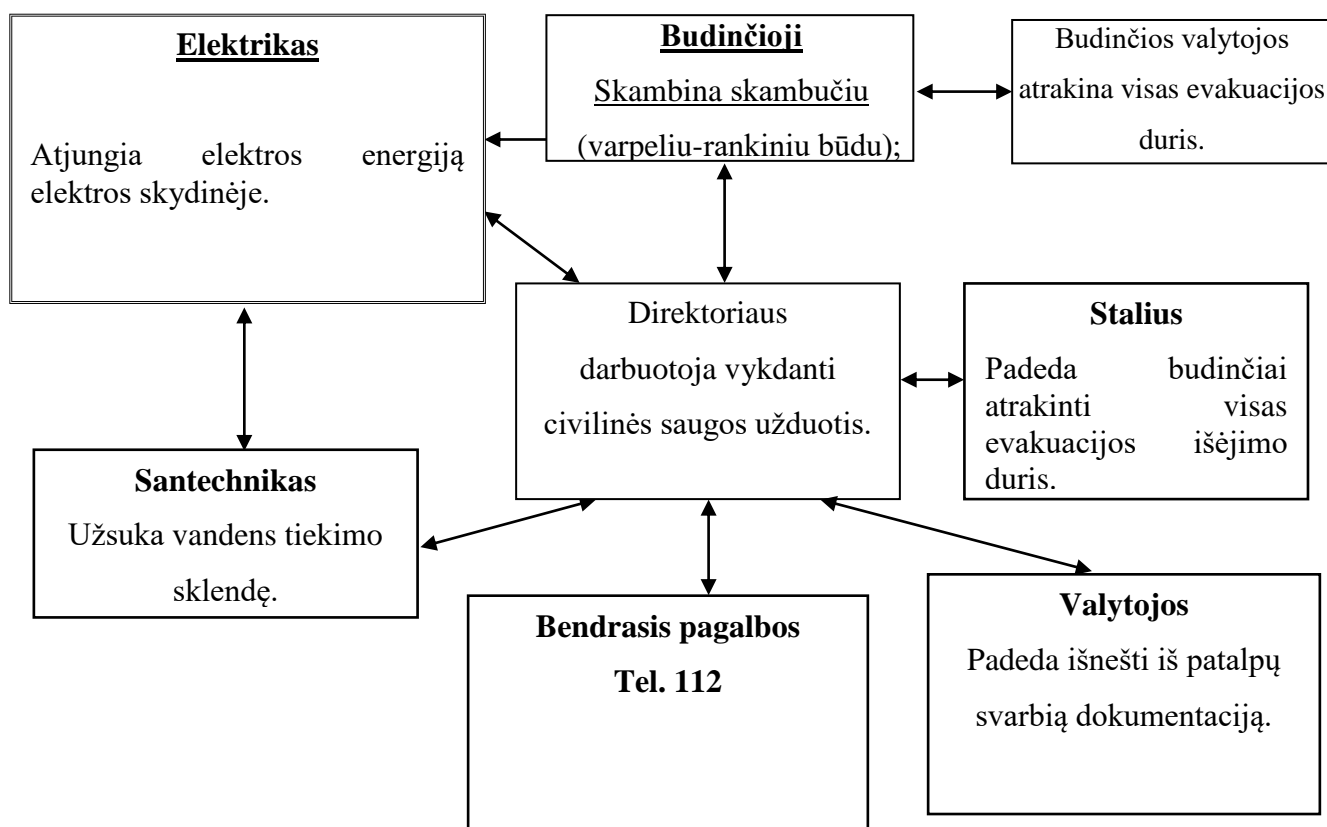 Elektrikas
Atjungia elektros energiją
elektros skydinėje.
Budinčioji
Skambina skambučiu
(varpeliu-rankiniu būdu);
Budinčios valytojos
atrakina visas evakuacijos
duris.
Direktoriaus
darbuotoja vykdanti
civilinės saugos užduotis.
Stalius
Padeda budinčiai
atrakinti visas
evakuacijos išėjimo
duris.
Santechnikas
Užsuka vandens tiekimo
sklendę.
Bendrasis pagalbos
Tel. 112
Valytojos
Padeda išnešti iš patalpų
svarbią dokumentaciją.